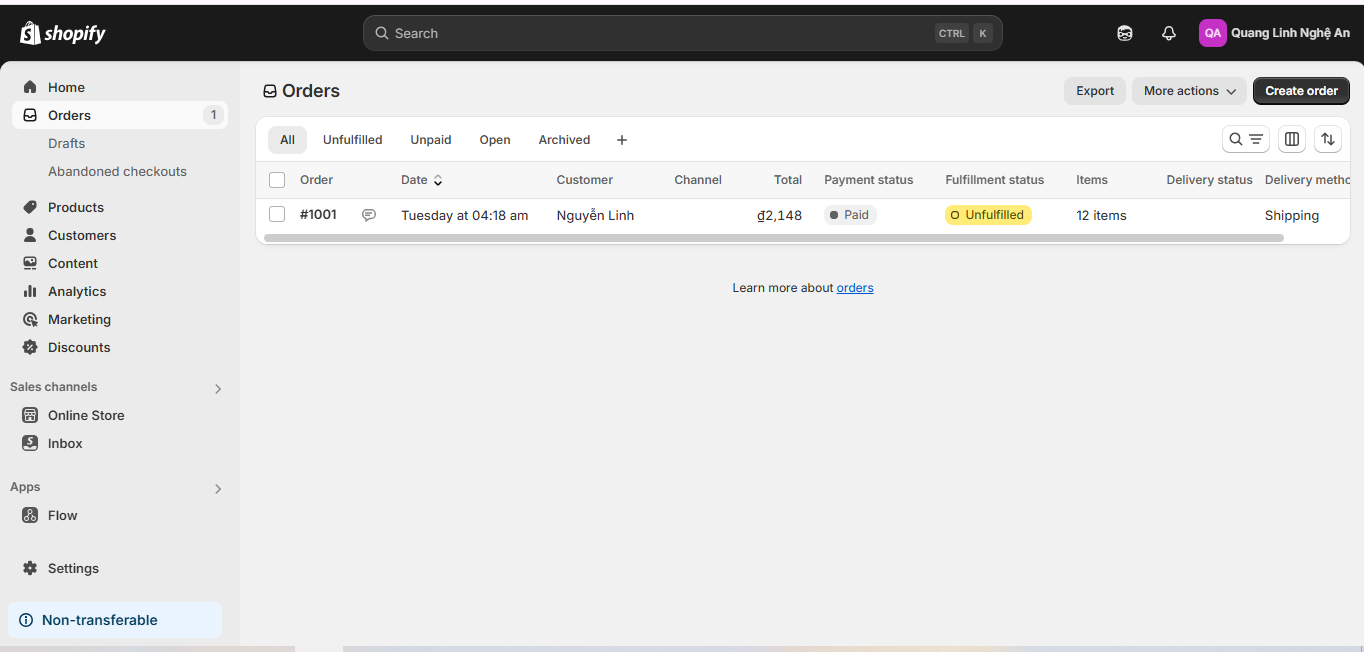 shopify
Search CTRL K
QA Quang Linh Nghệ An
Home
Orders 1
Drafts
Abandoned checkouts
Products
Customers
Content
Analytics
Marketing
Discounts
Sales channels
Online Store
Inbox
Apps
Flow
Settings
Non-transferable
Orders
Export More actions Create order
All Unfulfilled Unpaid Open Archived +
Order Date Customer Channel Total Payment status Fulfillment status Items Delivery status Delivery metho
#1001 Tuesday at 04:18 am Nguyễn Linh ₫2,148 Paid Unfulfilled 12 items Shipping
Learn more about orders